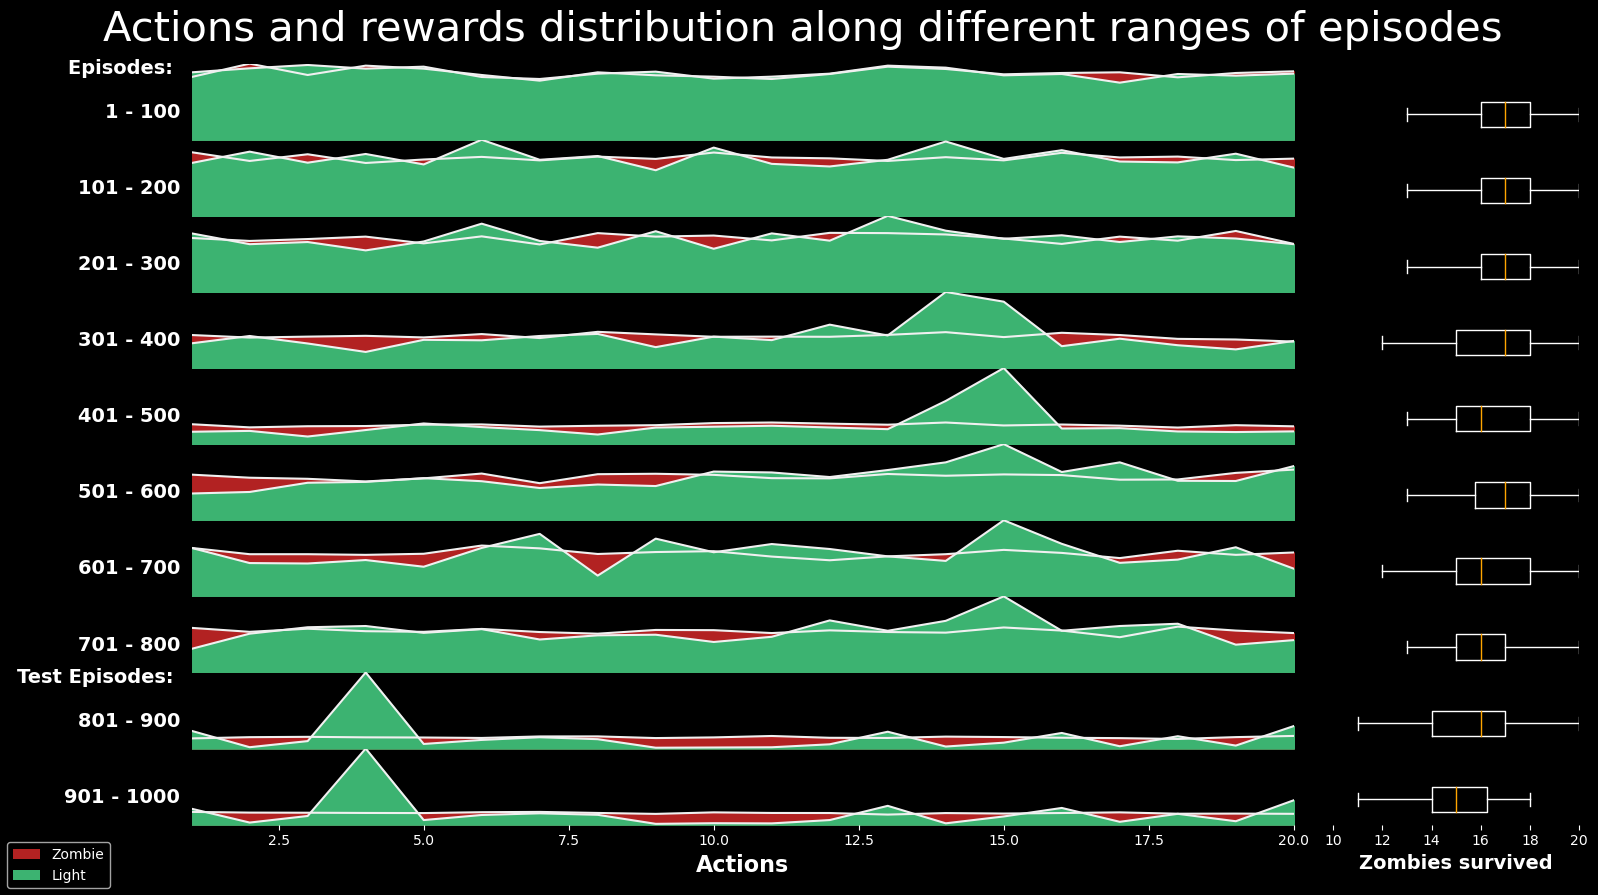 Actions and rewards distribution along different ranges of episodes
Episodes:
1 - 100
101 - 200
201 - 300
301 - 400
401 - 500
501 - 600
601 - 700
701 - 800
Test Episodes:
801 - 900
901 - 1000
2.5 5.0 7.5 10.0 12.5 15.0 17.5 20.0 10 12 14 16 18 20
Actions
Zombies survived
Zombie
Light